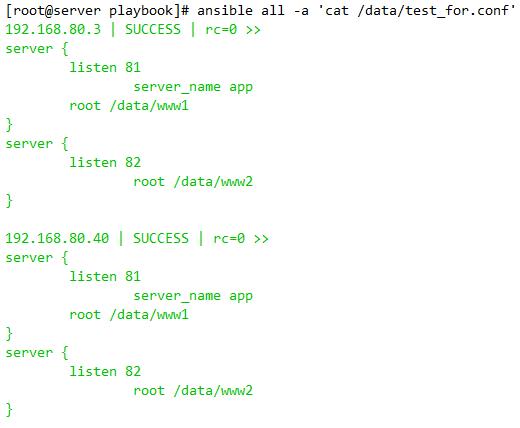 [root@server playbook]# ansible all -a 'cat /data/test_for.conf'
192.168.80.3 | SUCCESS | rc=0 >>
server {
        listen 81
                server_name app
        root /data/www1
}
server {
        listen 82
                root /data/www2
}

192.168.80.40 | SUCCESS | rc=0 >>
server {
        listen 81
                server_name app
        root /data/www1
}
server {
        listen 82
                root /data/www2
}